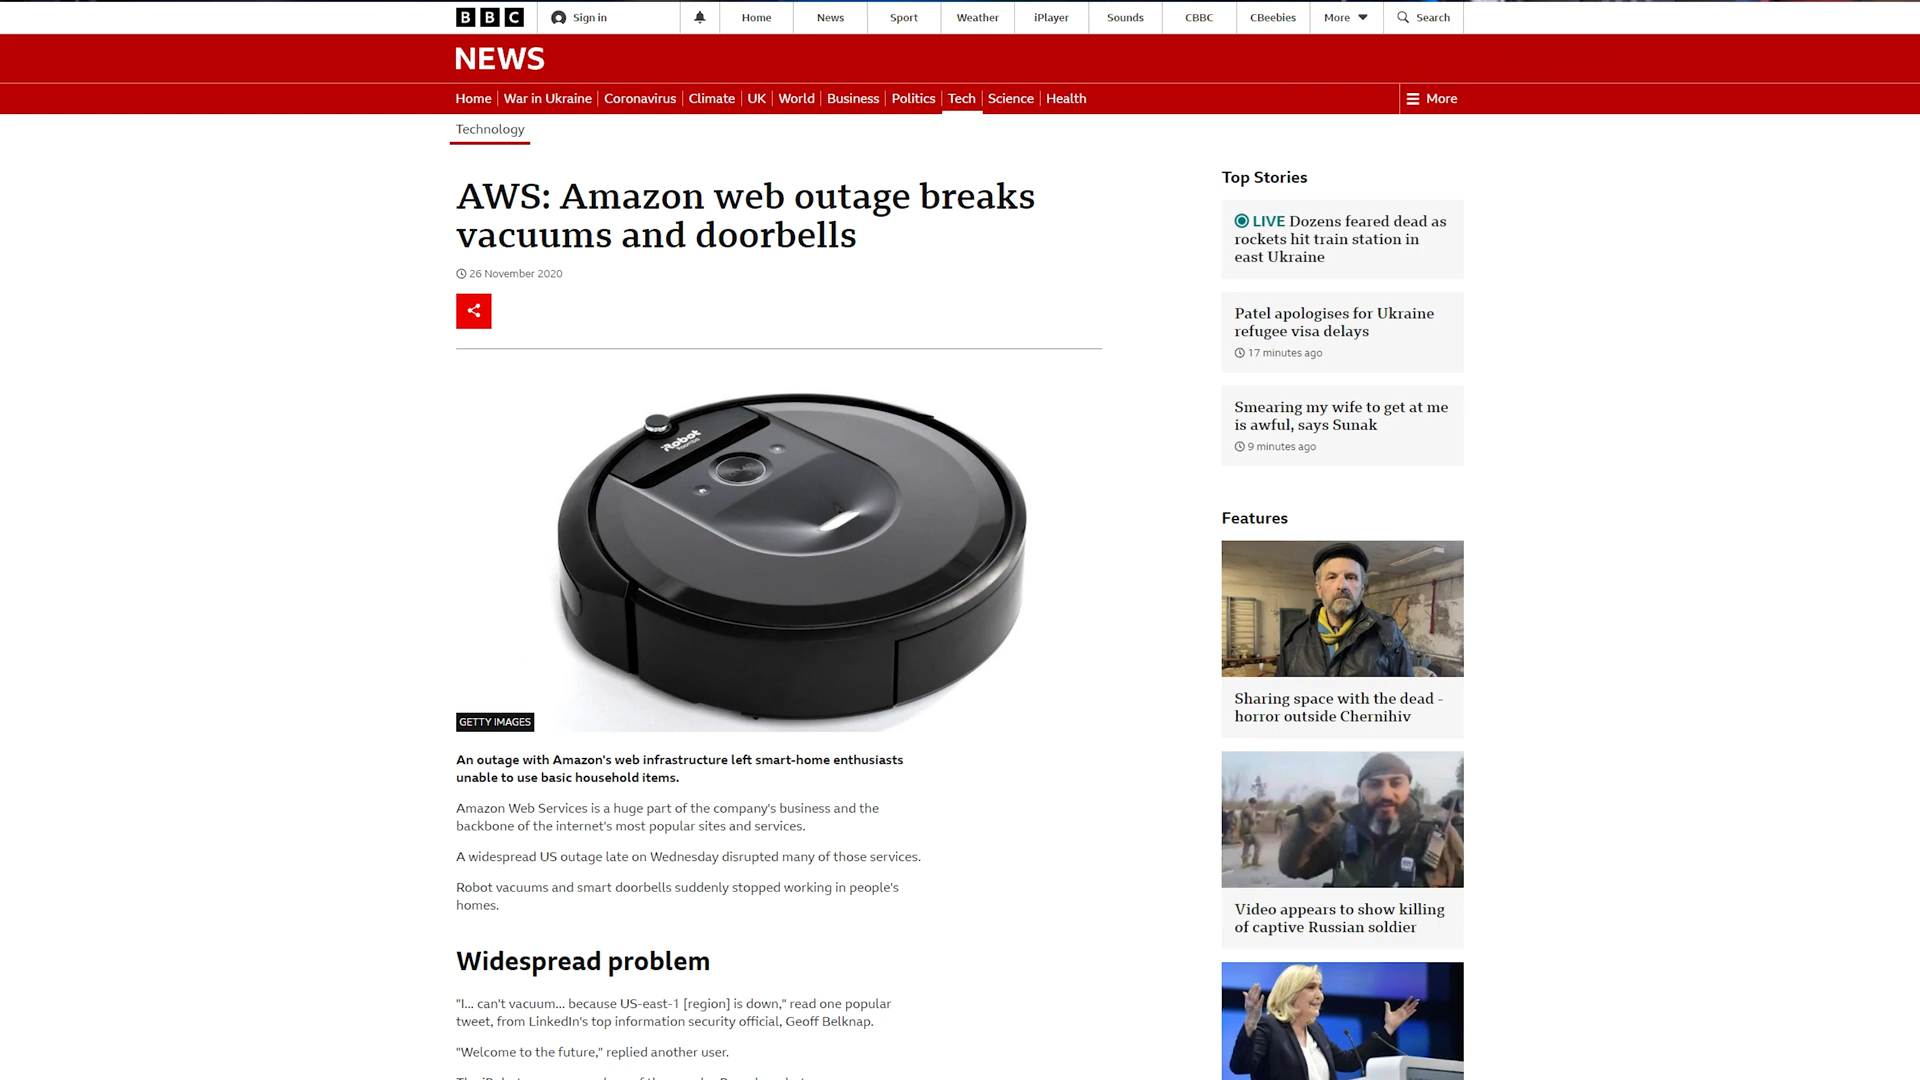 BBC
Sign in
Home
News
Sport
Weather
iPlayer
Sounds
CBBC
CBeebies
More
Search
NEWS
Home
War in Ukraine
Coronavirus
Climate
UK
World
Business
Politics
Tech
Science
Health
More
Technology
AWS: Amazon web outage breaks
vacuums and doorbells
26 November 2020
iRobot
GETTY IMAGES
An outage with Amazon's web infrastructure left smart-home enthusiasts
unable to use basic household items.
Amazon Web Services is a huge part of the company's business and the
backbone of the internet's most popular sites and services.
A widespread US outage late on Wednesday disrupted many of those services.
Robot vacuums and smart doorbells suddenly stopped working in people's
homes.
Widespread problem
"I... can't vacuum... because US-east-1 [region] is down," read one popular
tweet, from LinkedIn's top information security official, Geoff Belknap.
"Welcome to the future," replied another user.
Top Stories
LIVE Dozens feared dead as
rockets hit train station in
east Ukraine
Patel apologises for Ukraine
refugee visa delays
17 minutes ago
Smearing my wife to get at me
is awful, says Sunak
9 minutes ago
Features
Sharing space with the dead -
horror outside Chernihiv
Video appears to show killing
of captive Russian soldier